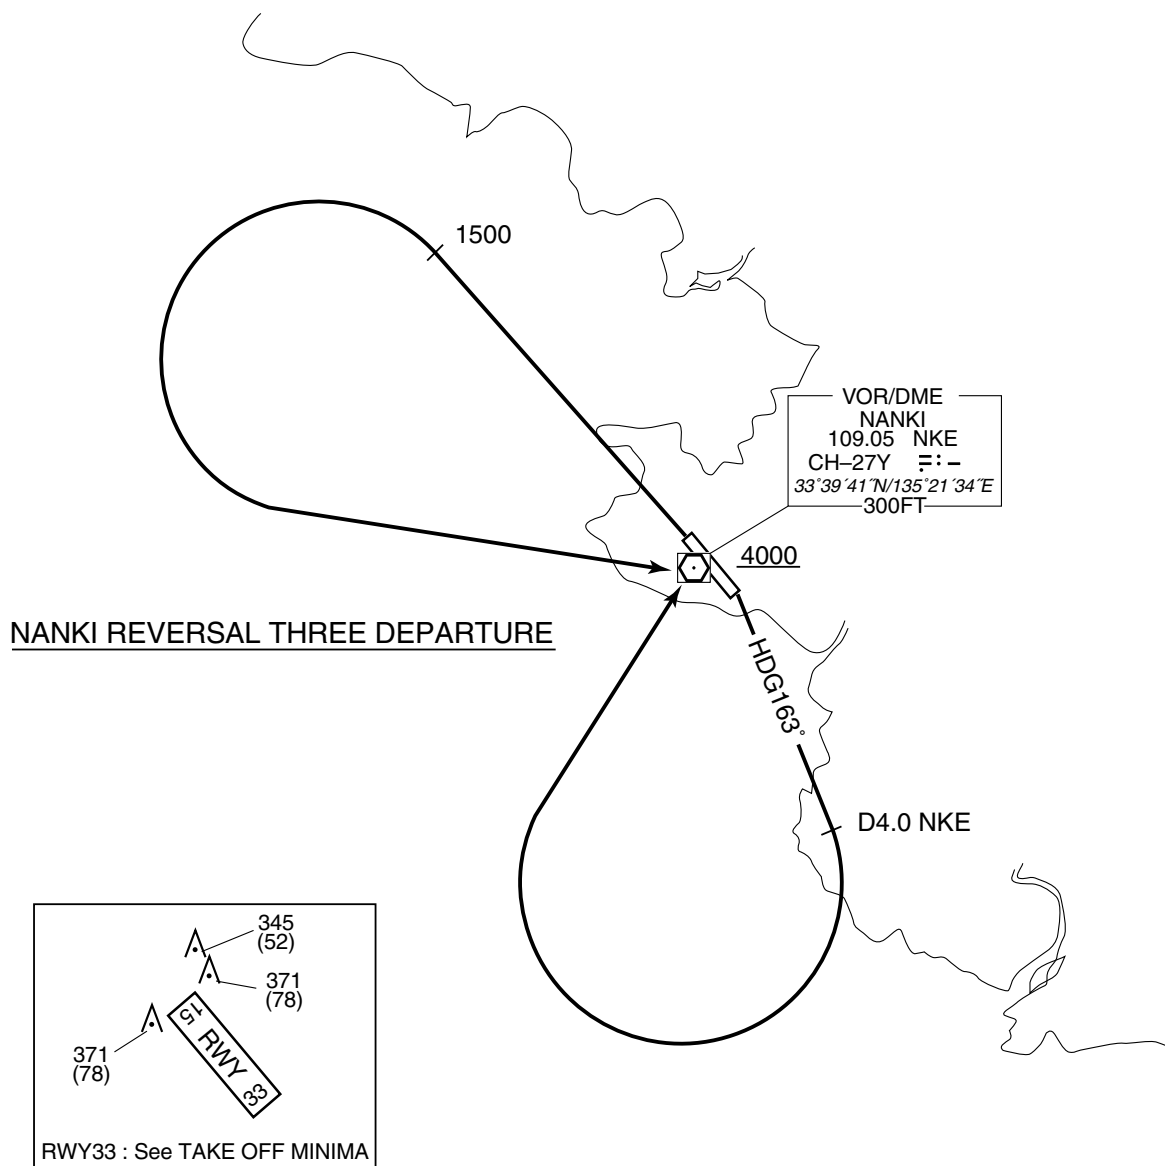 1500
VOR/DME
NANKI
109.05 NKE
CH–27Y
33°39´41˝N/135°21´34˝E
300FT
4000
NANKI REVERSAL THREE DEPARTURE
HDG163°
D4.0 NKE
345
(52)
371
(78)
371
(78)
15 RWY 33
RWY33 : See TAKE OFF MINIMA